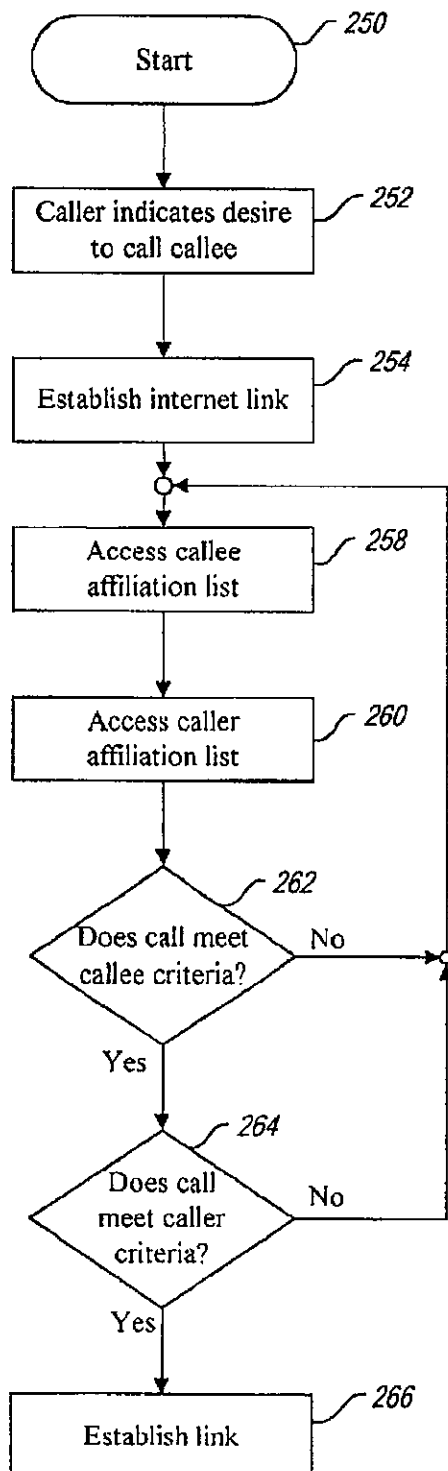 250
Start
252
Caller indicates desire
to call callee
254
Establish internet link
258
Access callee
affiliation list
260
Access caller
affiliation list
262
Does call meet
callee criteria?
No
Yes
264
Does call
meet caller
criteria?
No
Yes
266
Establish link